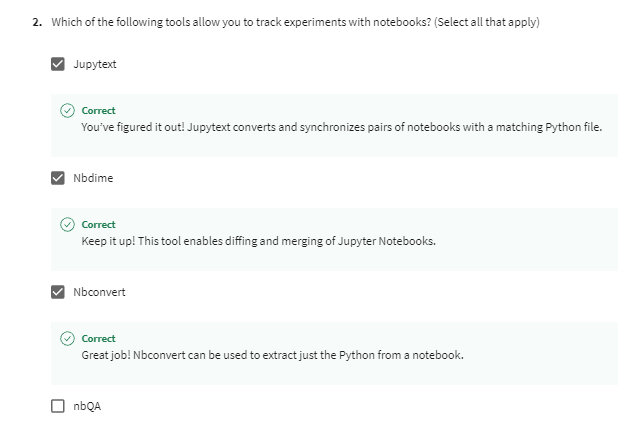 2. Which of the following tools allow you to track experiments with notebooks? (Select all that apply)
Jupytext
Correct
You've figured it out! Jupytext converts and synchronizes pairs of notebooks with a matching Python file.
Nbdime
Correct
Keep it up! This tool enables diffing and merging of Jupyter Notebooks.
Nbconvert
Correct
Great job! Nbconvert can be used to extract just the Python from a notebook.
nbQA